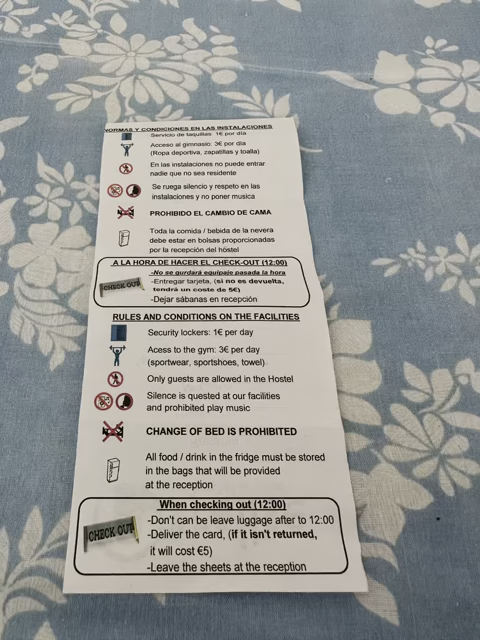 NORMAS Y CONDICIONES EN LAS INSTALACIONES
Servicio de taquillas: 1€ por día
Acceso al gimnasio: 3€ por día
(Ropa deportiva, zapatillas y toalla)
En las instalaciones no puede entrar
nadie que no sea residente
Se ruega silencio y respeto en las
instalaciones y no poner musica
PROHIBIDO EL CAMBIO DE CAMA
Toda la comida / bebida de la nevera
debe estar en bolsas proporcionadas
por la recepción del hóstel
A LA HORA DE HACER EL CHECK-OUT (12:00)
-No se gurdará equipaje pasada la hora
CHECK OUT
-Entregar tarjeta, (si no es devuelta,
tendrá un coste de 5€)
-Dejar sábanas en recepción
RULES AND CONDITIONS ON THE FACILITIES
Security lockers: 1€ per day
Acess to the gym: 3€ per day
(sportwear, sportshoes, towel)
Only guests are allowed in the Hostel
Silence is quested at our facilities
and prohibited play music
CHANGE OF BED IS PROHIBITED
All food / drink in the fridge must be stored
in the bags that will be provided
at the reception
When checking out (12:00)
-Don't can be leave luggage after to 12:00
CHECK OUT
-Deliver the card, (if it isn't returned,
it will cost €5)
-Leave the sheets at the reception